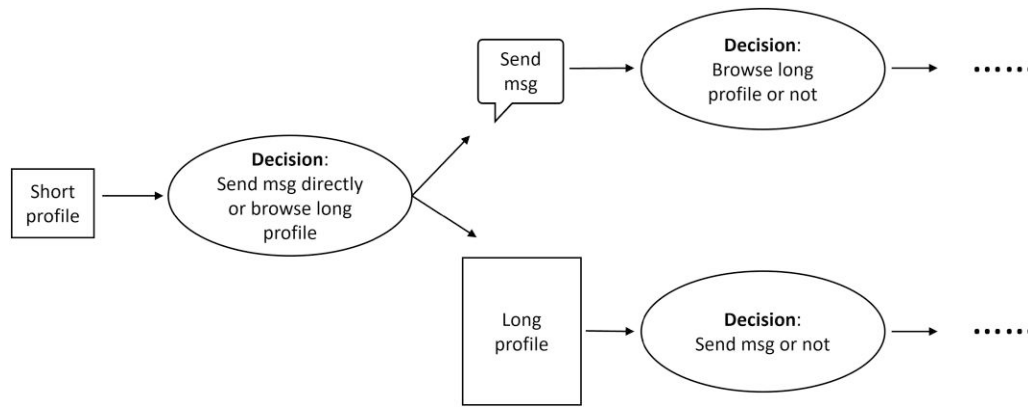 Short
profile
Decision:
Send msg directly
or browse long
profile
Send
msg
Decision:
Browse long
profile or not
......
Long
profile
Decision:
Send msg or not
......